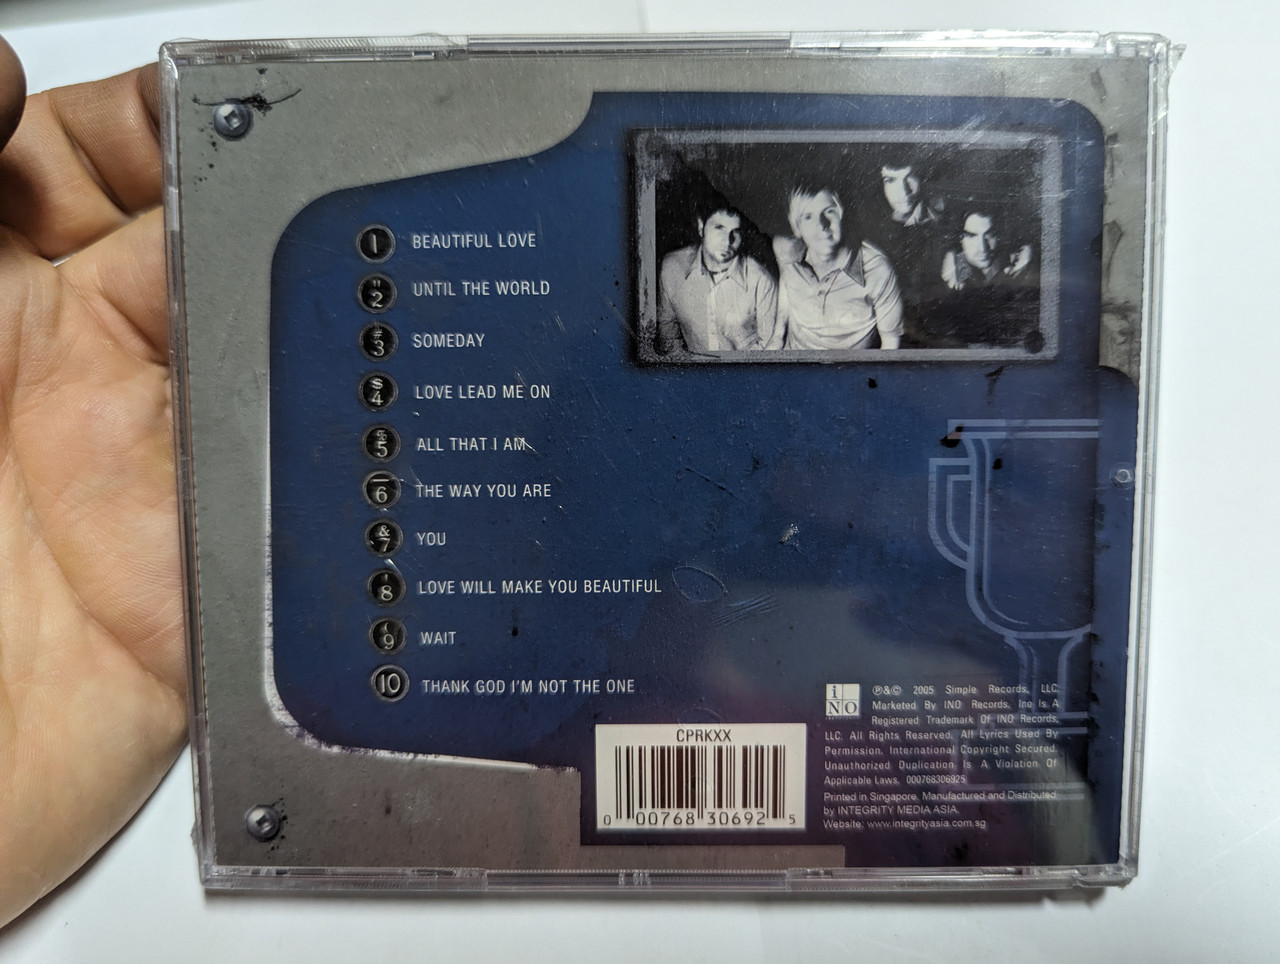 1 BEAUTIFUL LOVE
" 2 UNTIL THE WORLD
# 3 SOMEDAY
$ 4 LOVE LEAD ME ON
5 ALL THAT I AM
_ 6 THE WAY YOU ARE
& 7 YOU
' 8 LOVE WILL MAKE YOU BEAUTIFUL
( 9 WAIT
10 THANK GOD I'M NOT THE ONE
CPRKXX
0 00768 30692 5
iNO
℗&© 2005 Simple Records, LLC.
Marketed By INO Records. Ino Is A
Registered Trademark Of INO Records,
LLC. All Rights Reserved. All Lyrics Used By
Permission. International Copyright Secured.
Unauthorized Duplication Is A Violation Of
Applicable Laws. 000768306925
Printed in Singapore. Manufactured and Distributed
by INTEGRITY MEDIA ASIA.
Website: www.integrityasia.com.sg